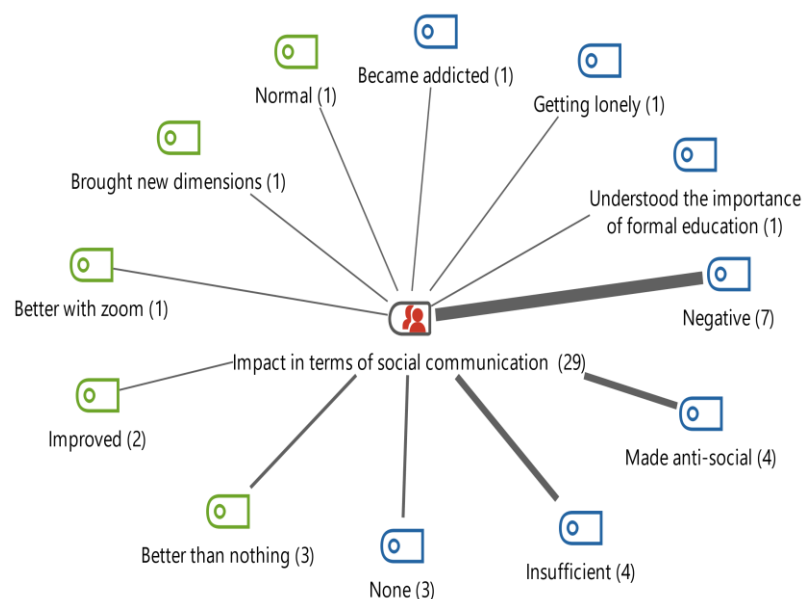 Became addicted (1)
Normal (1)
Getting lonely (1)
Brought new dimensions (1)
Understood the importance
of formal education (1)
Better with zoom (1)
Negative (7)
Impact in terms of social communication (29)
Improved (2)
Made anti-social (4)
Better than nothing (3)
None (3)
Insufficient (4)